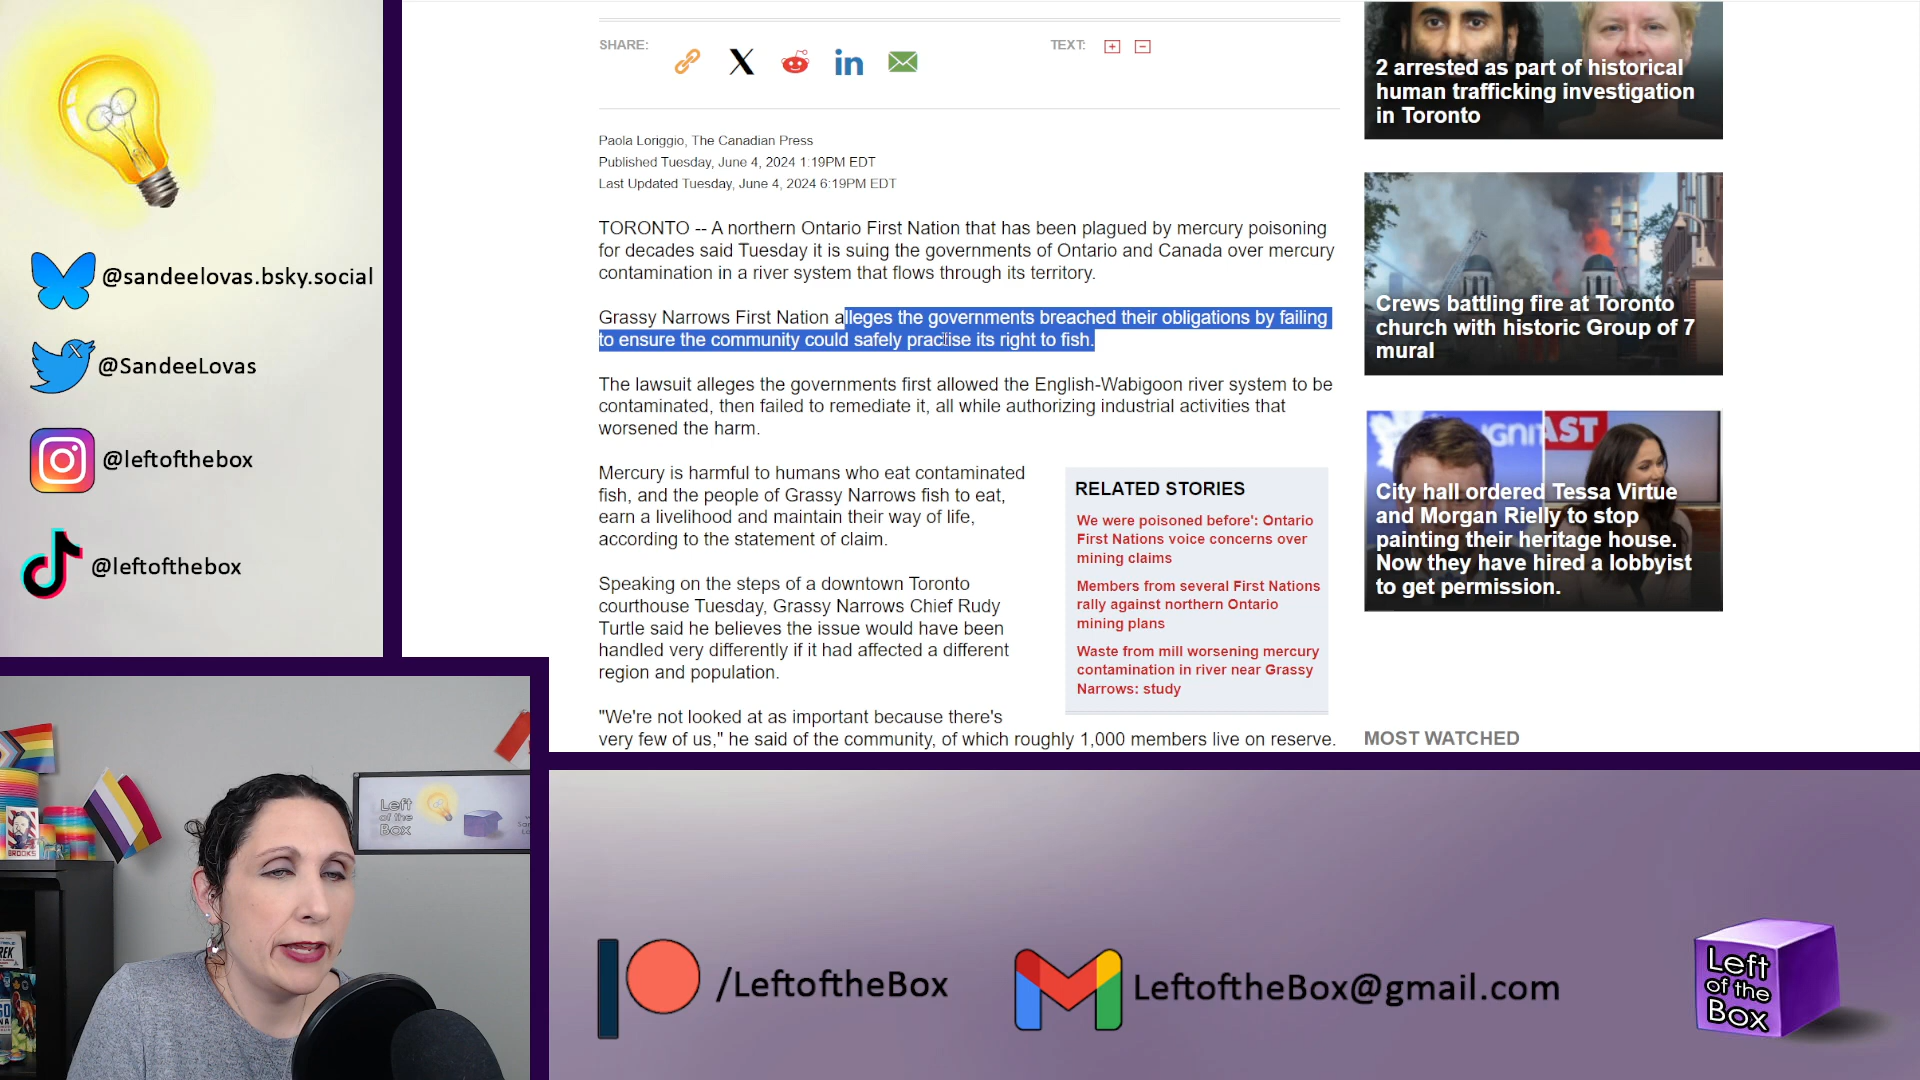 SHARE:
TEXT:
Paola Loriggio, The Canadian Press
Published Tuesday, June 4, 2024 1:19PM EDT
Last Updated Tuesday, June 4, 2024 6:19PM EDT
TORONTO -- A northern Ontario First Nation that has been plagued by mercury poisoning
for decades said Tuesday it is suing the governments of Ontario and Canada over mercury
contamination in a river system that flows through its territory.
Grassy Narrows First Nation alleges the governments breached their obligations by failing
to ensure the community could safely practise its right to fish.
The lawsuit alleges the governments first allowed the English-Wabigoon river system to be
contaminated, then failed to remediate it, all while authorizing industrial activities that
worsened the harm.
Mercury is harmful to humans who eat contaminated
fish, and the people of Grassy Narrows fish to eat,
earn a livelihood and maintain their way of life,
according to the statement of claim.
Speaking on the steps of a downtown Toronto
courthouse Tuesday, Grassy Narrows Chief Rudy
Turtle said he believes the issue would have been
handled very differently if it had affected a different
region and population.
"We're not looked at as important because there's
very few of us," he said of the community, of which roughly 1,000 members live on reserve.
RELATED STORIES
We were poisoned before': Ontario
First Nations voice concerns over
mining claims
Members from several First Nations
rally against northern Ontario
mining plans
Waste from mill worsening mercury
contamination in river near Grassy
Narrows: study
2 arrested as part of historical
human trafficking investigation
in Toronto
Crews battling fire at Toronto
church with historic Group of 7
mural
City hall ordered Tessa Virtue
and Morgan Rielly to stop
painting their heritage house.
Now they have hired a lobbyist
to get permission.
MOST WATCHED
@sandeelovas.bsky.social
@SandeeLovas
@leftofthebox
@leftofthebox
Left
of the
Box
BROOKS
/LeftoftheBox
LeftoftheBox@gmail.com
Left
of the
Box